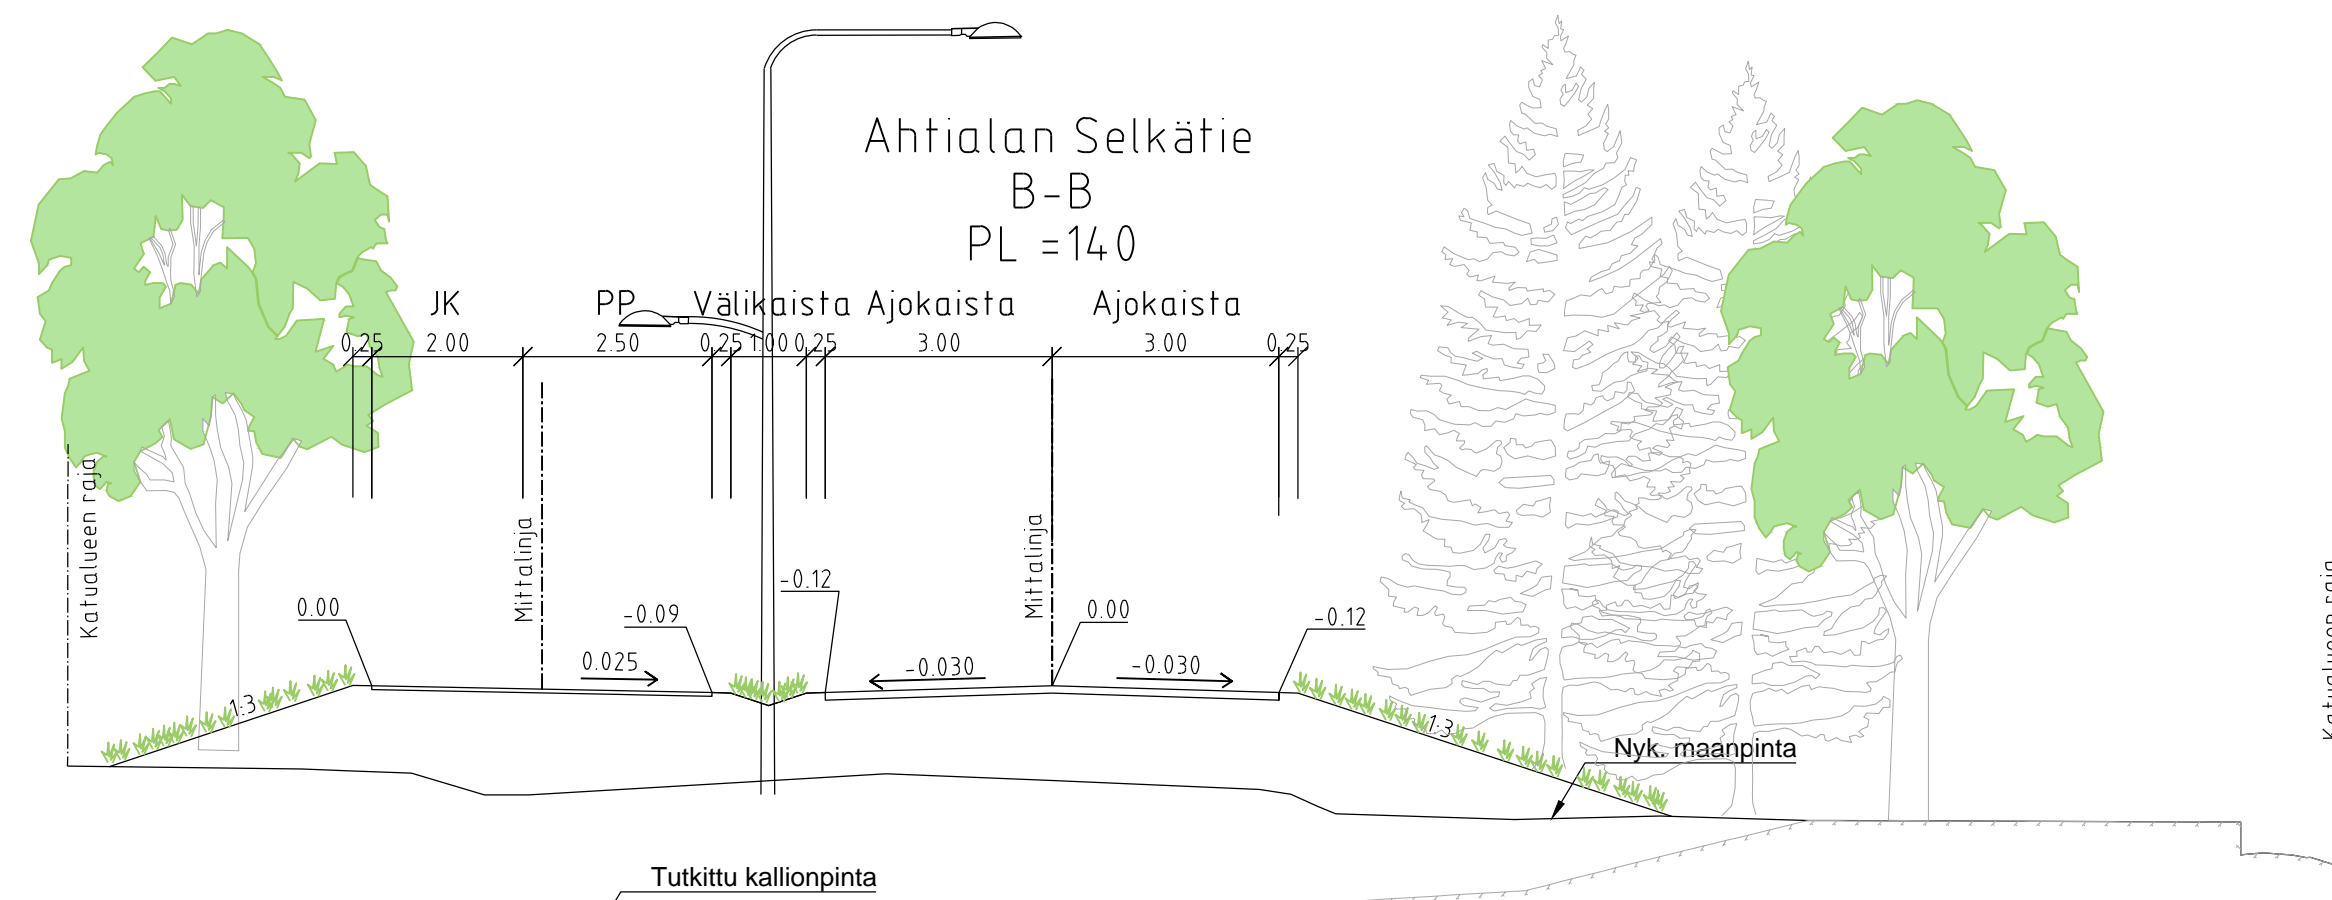 Ahtialan Selkätie
B-B
PL =140
JK PP Välikaista Ajokaista Ajokaista
0.25 2.00 2.50 0.25 1.00 0.25 3.00 3.00 0.25
Katualueen raja
Mittalinja
Mittalinja
Katualueen raja
-0.12
0.00 -0.09 0.00 -0.12
0.025 -0.030 -0.030
1:3
1:3
Nyk. maanpinta
Tutkittu kallionpinta